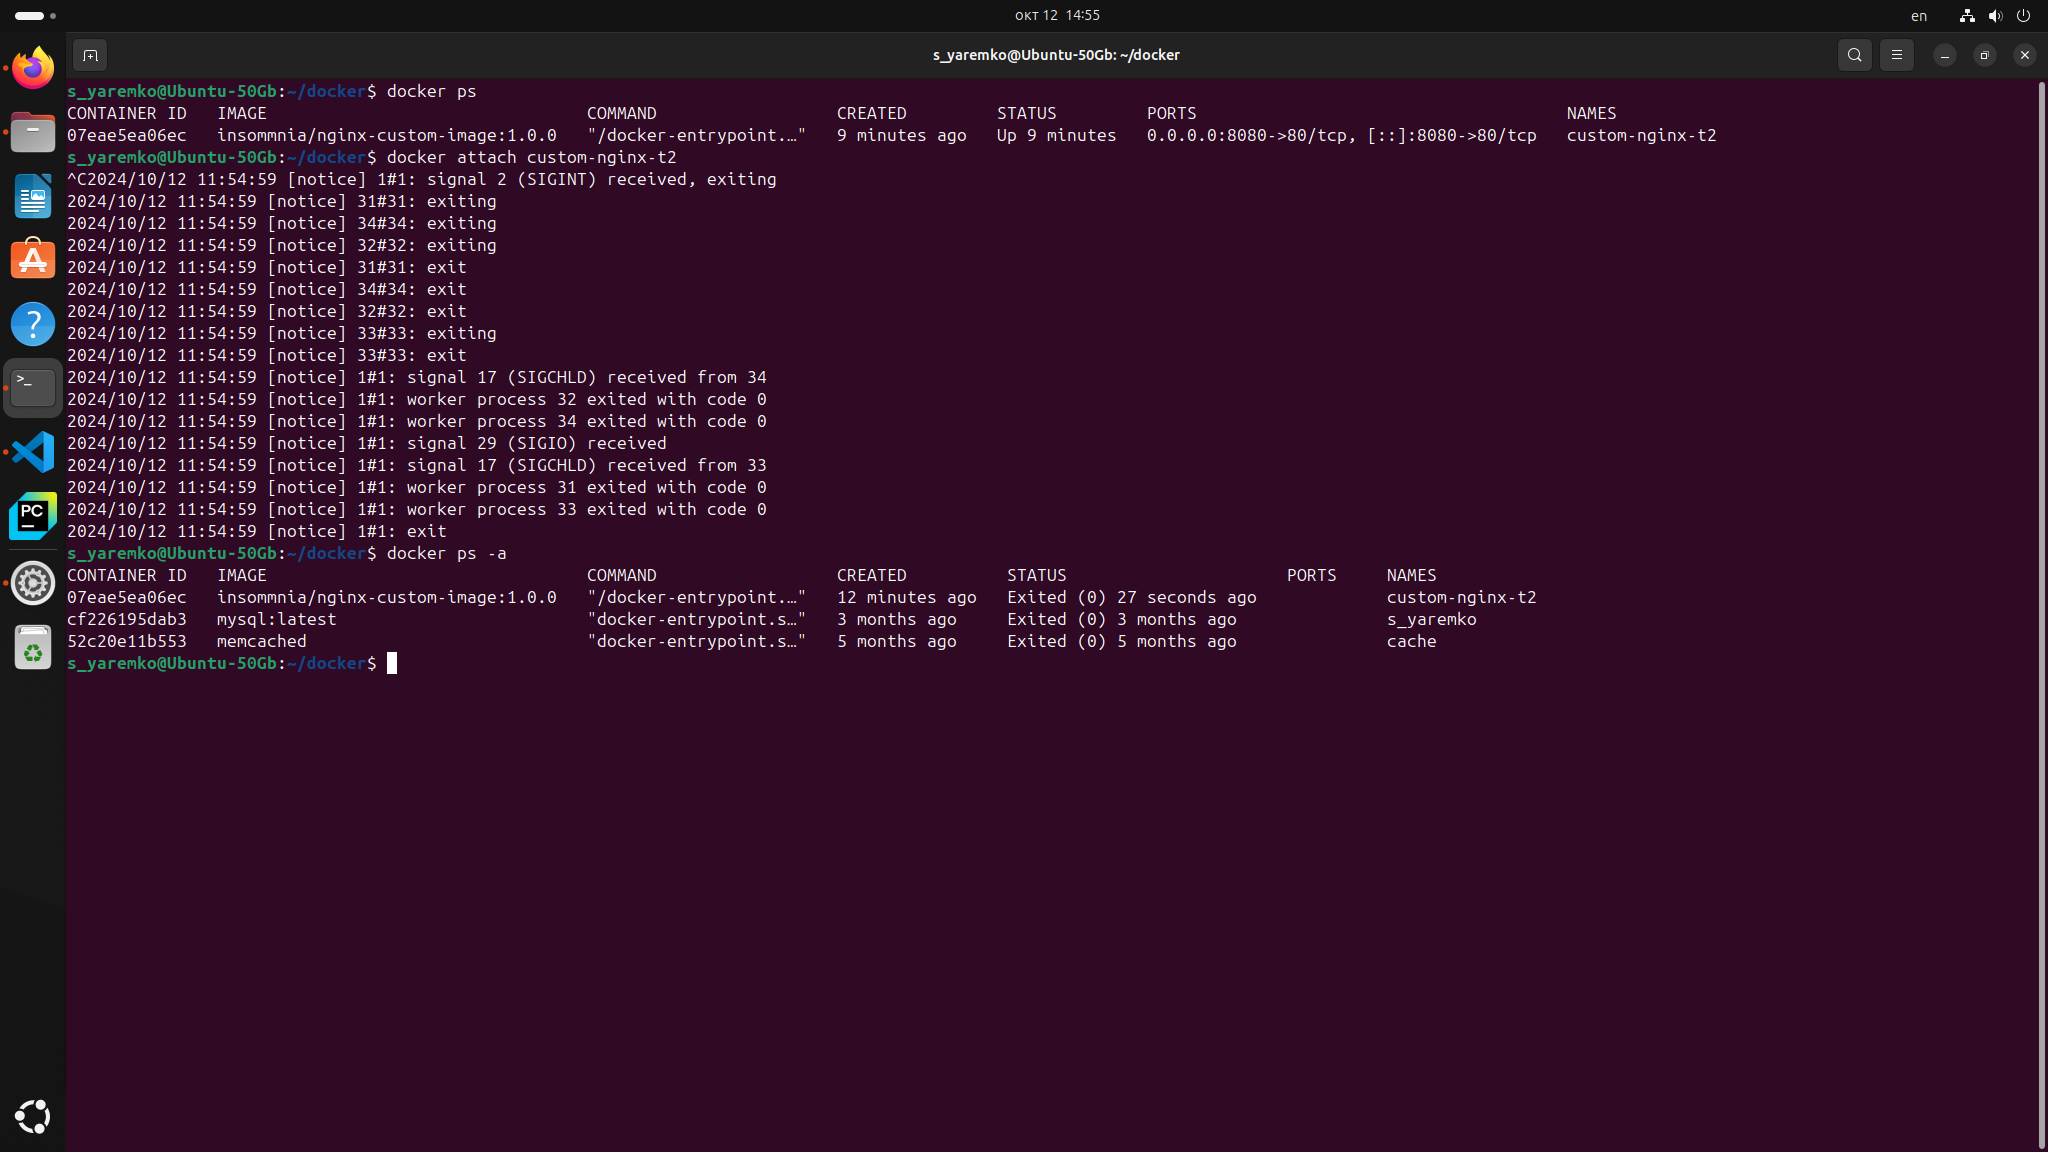 окт 12 14:55
en
s_yaremko@Ubuntu-50Gb: ~/docker
s_yaremko@Ubuntu-50Gb:~/docker$ docker ps
CONTAINER ID   IMAGE                                COMMAND                  CREATED         STATUS         PORTS                                     NAMES
07eae5ea06ec   insommnia/nginx-custom-image:1.0.0   "/docker-entrypoint.…"   9 minutes ago   Up 9 minutes   0.0.0.0:8080->80/tcp, [::]:8080->80/tcp   custom-nginx-t2
s_yaremko@Ubuntu-50Gb:~/docker$ docker attach custom-nginx-t2
^C2024/10/12 11:54:59 [notice] 1#1: signal 2 (SIGINT) received, exiting
2024/10/12 11:54:59 [notice] 31#31: exiting
2024/10/12 11:54:59 [notice] 34#34: exiting
2024/10/12 11:54:59 [notice] 32#32: exiting
2024/10/12 11:54:59 [notice] 31#31: exit
2024/10/12 11:54:59 [notice] 34#34: exit
2024/10/12 11:54:59 [notice] 32#32: exit
2024/10/12 11:54:59 [notice] 33#33: exiting
2024/10/12 11:54:59 [notice] 33#33: exit
2024/10/12 11:54:59 [notice] 1#1: signal 17 (SIGCHLD) received from 34
2024/10/12 11:54:59 [notice] 1#1: worker process 32 exited with code 0
2024/10/12 11:54:59 [notice] 1#1: worker process 34 exited with code 0
2024/10/12 11:54:59 [notice] 1#1: signal 29 (SIGIO) received
2024/10/12 11:54:59 [notice] 1#1: signal 17 (SIGCHLD) received from 33
2024/10/12 11:54:59 [notice] 1#1: worker process 31 exited with code 0
2024/10/12 11:54:59 [notice] 1#1: worker process 33 exited with code 0
2024/10/12 11:54:59 [notice] 1#1: exit
s_yaremko@Ubuntu-50Gb:~/docker$ docker ps -a
CONTAINER ID   IMAGE                                COMMAND                  CREATED          STATUS                      PORTS     NAMES
07eae5ea06ec   insommnia/nginx-custom-image:1.0.0   "/docker-entrypoint.…"   12 minutes ago   Exited (0) 27 seconds ago             custom-nginx-t2
cf226195dab3   mysql:latest                         "docker-entrypoint.s…"   3 months ago     Exited (0) 3 months ago               s_yaremko
52c20e11b553   memcached                            "docker-entrypoint.s…"   5 months ago     Exited (0) 5 months ago               cache
s_yaremko@Ubuntu-50Gb:~/docker$
PC